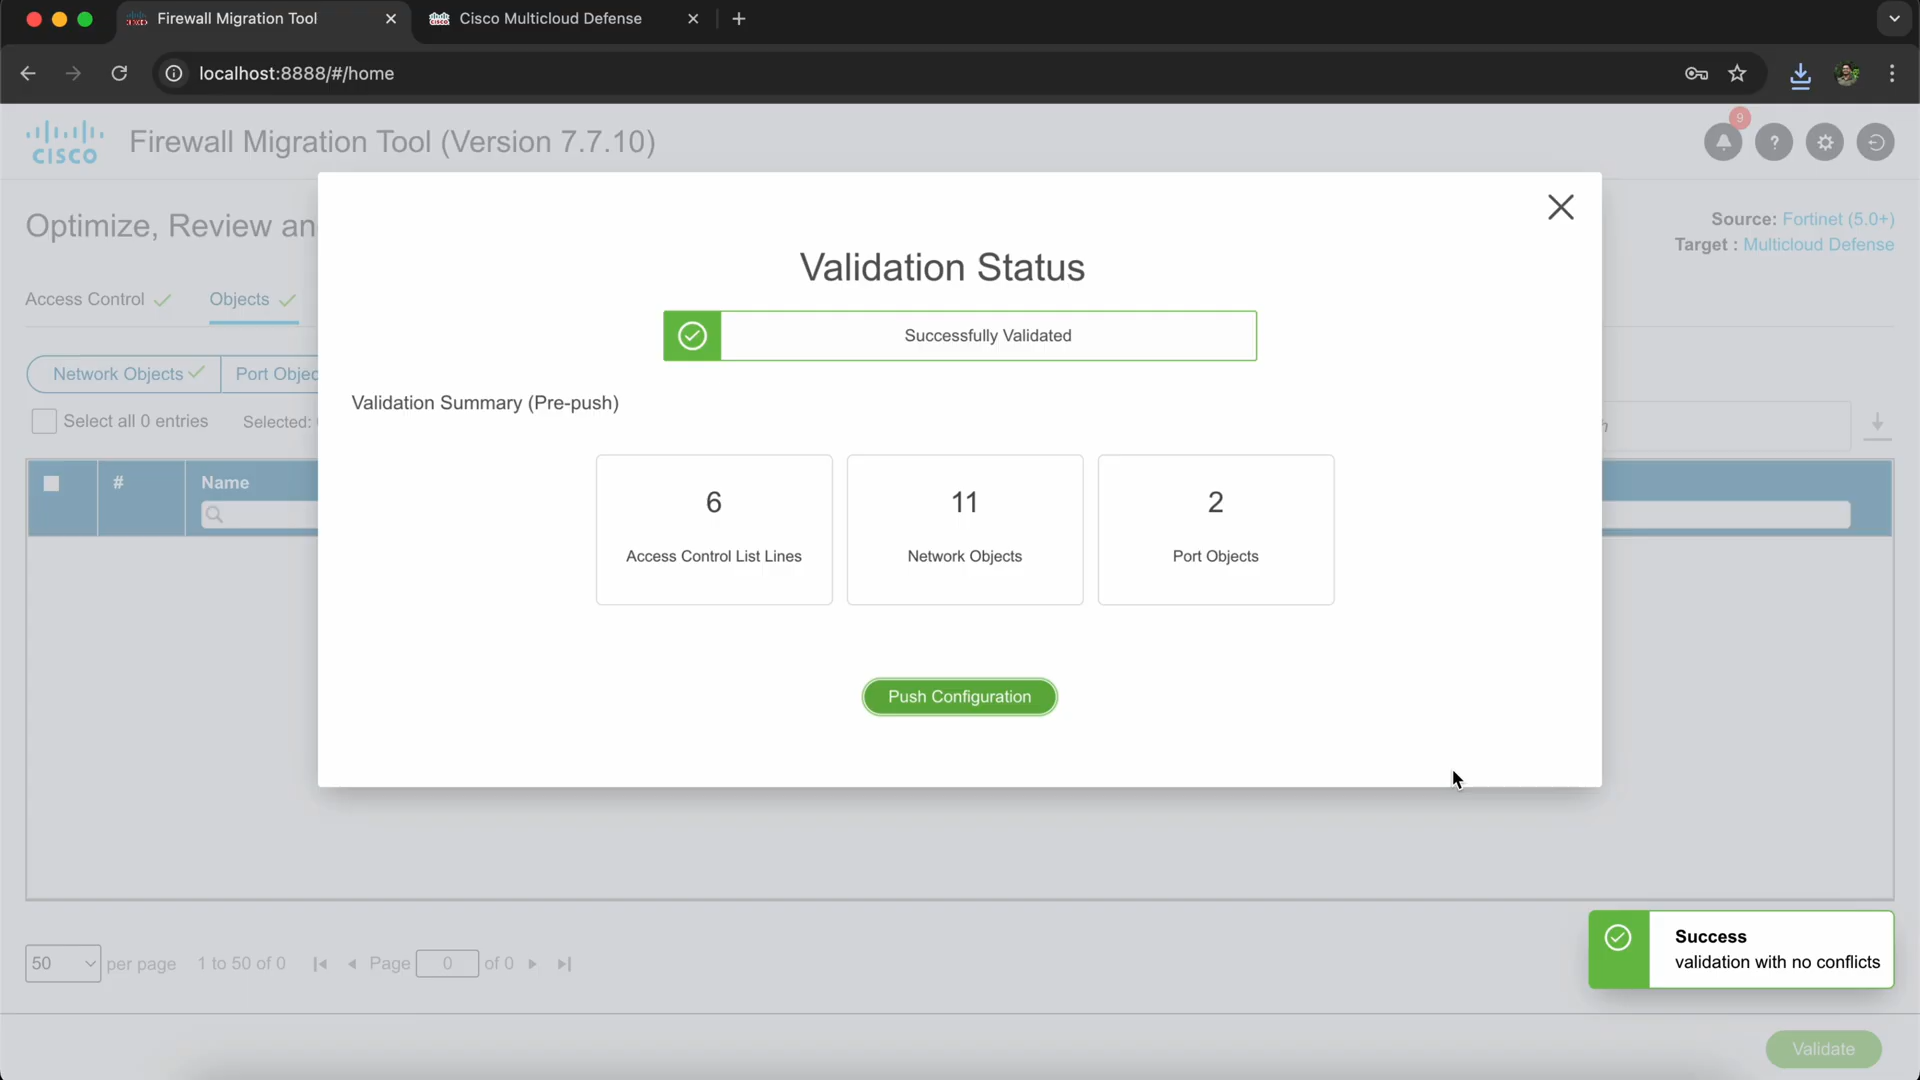 Firewall Migration Tool
Cisco Multicloud Defense
localhost:8888/#/home
cisco
Firewall Migration Tool (Version 7.7.10)
9
?
Optimize, Review an
Source: Fortinet (5.0+)
Target : Multicloud Defense
Access Control
Objects
Network Objects
Port Objec
Select all 0 entries
Selected:
#
Name
Validation Status
Successfully Validated
Validation Summary (Pre-push)
6
Access Control List Lines
11
Network Objects
2
Port Objects
Push Configuration
50 per page 1 to 50 of 0 Page 0 of 0
Success
validation with no conflicts
Validate